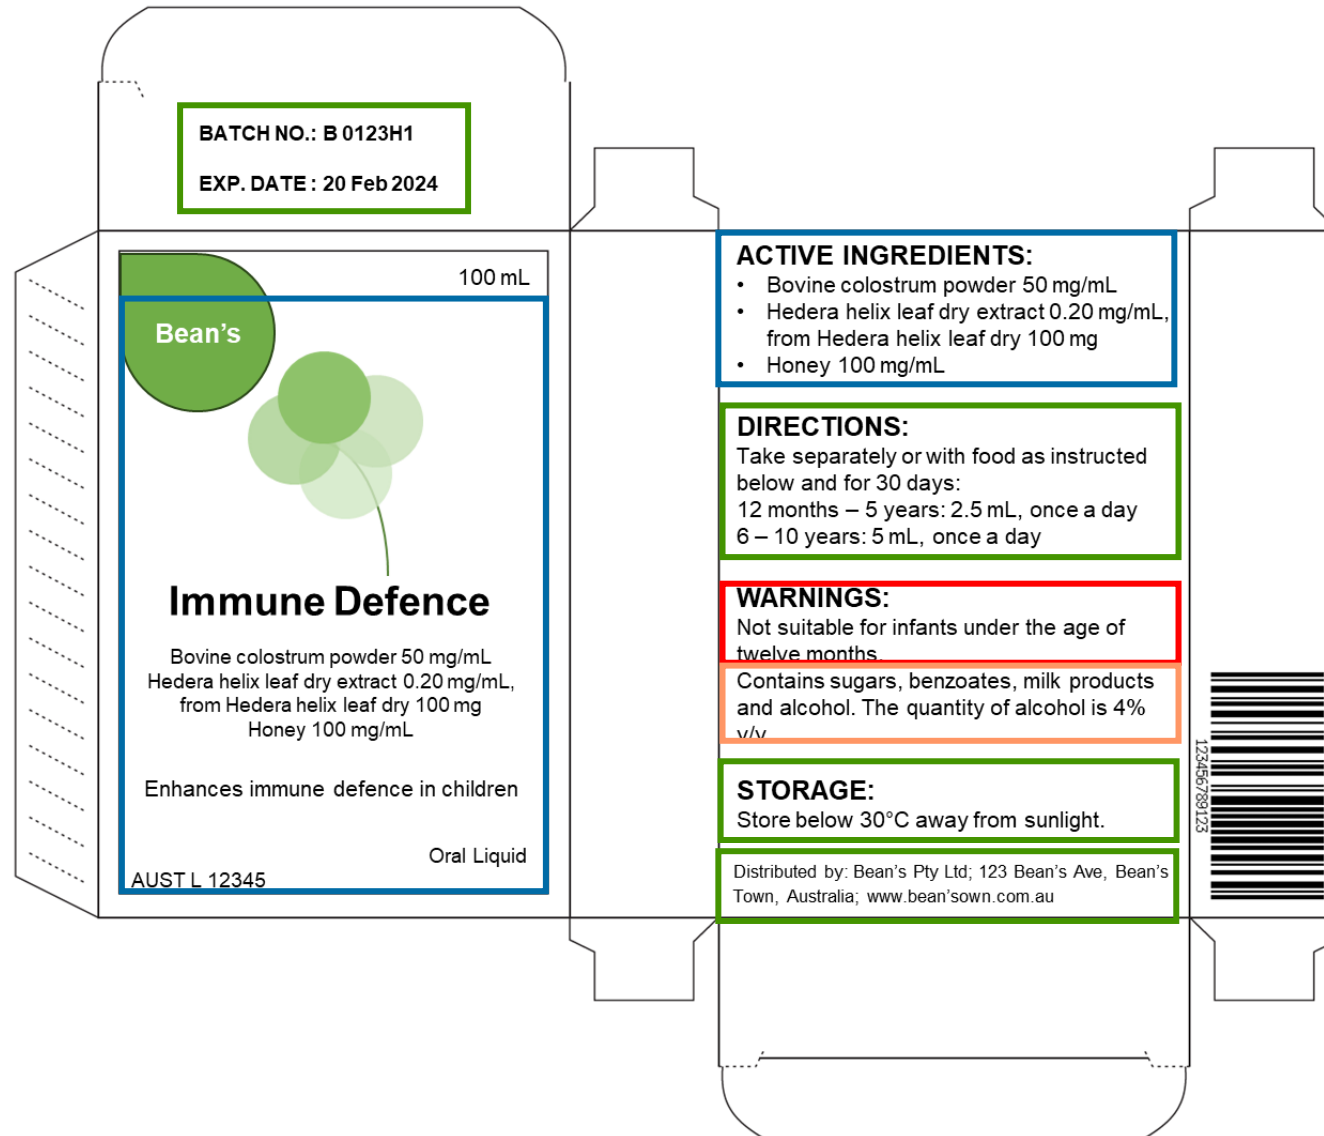 BATCH NO.: B 0123H1
EXP. DATE : 20 Feb 2024
100 mL
Bean’s
Immune Defence
Bovine colostrum powder 50 mg/mL
Hedera helix leaf dry extract 0.20 mg/mL,
from Hedera helix leaf dry 100 mg
Honey 100 mg/mL
Enhances immune defence in children
Oral Liquid
AUST L 12345
ACTIVE INGREDIENTS:
• Bovine colostrum powder 50 mg/mL
• Hedera helix leaf dry extract 0.20 mg/mL,
from Hedera helix leaf dry 100 mg
• Honey 100 mg/mL
DIRECTIONS:
Take separately or with food as instructed
below and for 30 days:
12 months – 5 years: 2.5 mL, once a day
6 – 10 years: 5 mL, once a day
WARNINGS:
Not suitable for infants under the age of
twelve months.
Contains sugars, benzoates, milk products
and alcohol. The quantity of alcohol is 4%
v/v
STORAGE:
Store below 30°C away from sunlight.
Distributed by: Bean’s Pty Ltd; 123 Bean’s Ave, Bean’s
Town, Australia; www.bean’sown.com.au
123456789123